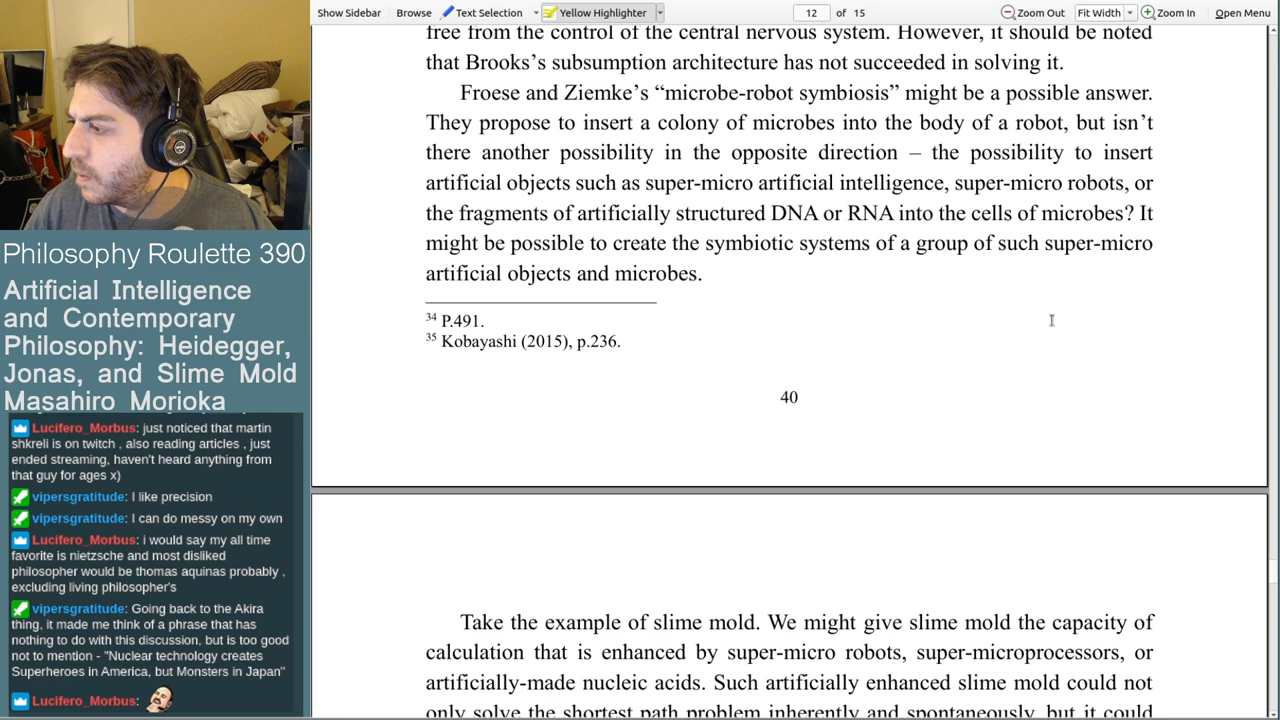 Show Sidebar Browse Text Selection Yellow Highlighter 12 of 15 Zoom Out Fit Width Zoom In Open Menu
free from the control of the central nervous system. However, it should be noted
that Brooks's subsumption architecture has not succeeded in solving it.
Froese and Ziemke's “microbe-robot symbiosis” might be a possible answer.
They propose to insert a colony of microbes into the body of a robot, but isn't
there another possibility in the opposite direction – the possibility to insert
artificial objects such as super-micro artificial intelligence, super-micro robots, or
the fragments of artificially structured DNA or RNA into the cells of microbes? It
might be possible to create the symbiotic systems of a group of such super-micro
artificial objects and microbes.
34 P.491.
35 Kobayashi (2015), p.236.
40
Take the example of slime mold. We might give slime mold the capacity of
calculation that is enhanced by super-micro robots, super-microprocessors, or
artificially-made nucleic acids. Such artificially enhanced slime mold could not
only solve the shortest path problem inherently and spontaneously, but it could
Philosophy Roulette 390
Artificial Intelligence
and Contemporary
Philosophy: Heidegger,
Jonas, and Slime Mold
Masahiro Morioka
Lucifero_Morbus: just noticed that martin
shkreli is on twitch , also reading articles , just
ended streaming, haven't heard anything from
that guy for ages x)
vipersgratitude: I like precision
vipersgratitude: I can do messy on my own
Lucifero_Morbus: i would say my all time
favorite is nietzsche and most disliked
philosopher would be thomas aquinas probably ,
excluding living philosopher's
vipersgratitude: Going back to the Akira
thing, it made me think of a phrase that has
nothing to do with this discussion, but is too good
not to mention - "Nuclear technology creates
Superheroes in America, but Monsters in Japan"
Lucifero_Morbus: